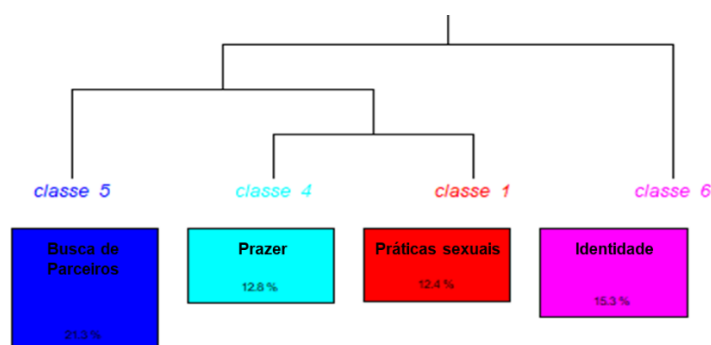 classe 5
classe 4
classe 1
classe 6
Busca de
Parceiros
21.3 %
Prazer
12.8 %
Práticas sexuais
12.4 %
Identidade
15.3 %